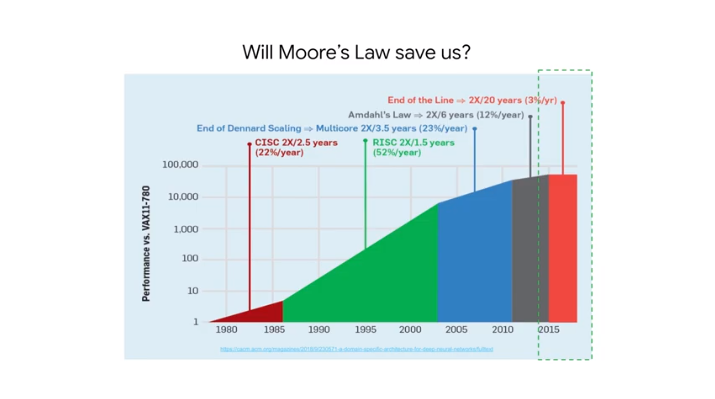 Will Moore's Law save us?
End of the Line ⇒ 2X/20 years (3%/yr)
Amdahl's Law ⇒ 2X/6 years (12%/year)
End of Dennard Scaling ⇒ Multicore 2X/3.5 years (23%/year)
CISC 2X/2.5 years
(22%/year)
RISC 2X/1.5 years
(52%/year)
Performance vs. VAX11-780
100,000
10,000
1,000
100
10
1
1980 1985 1990 1995 2000 2005 2010 2015